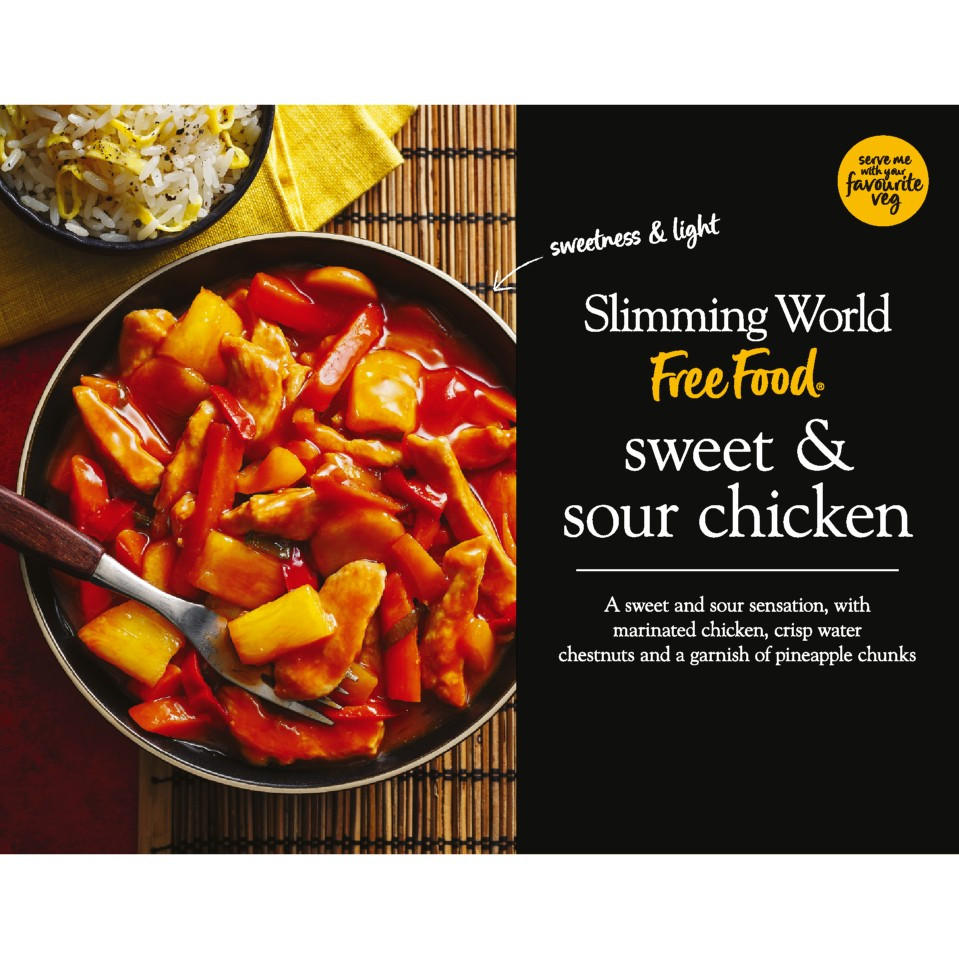 serve me
with your
favourite
veg
sweetness & light
Slimming World
Free Food®
sweet &
sour chicken
A sweet and sour sensation, with
marinated chicken, crisp water
chestnuts and a garnish of pineapple chunks